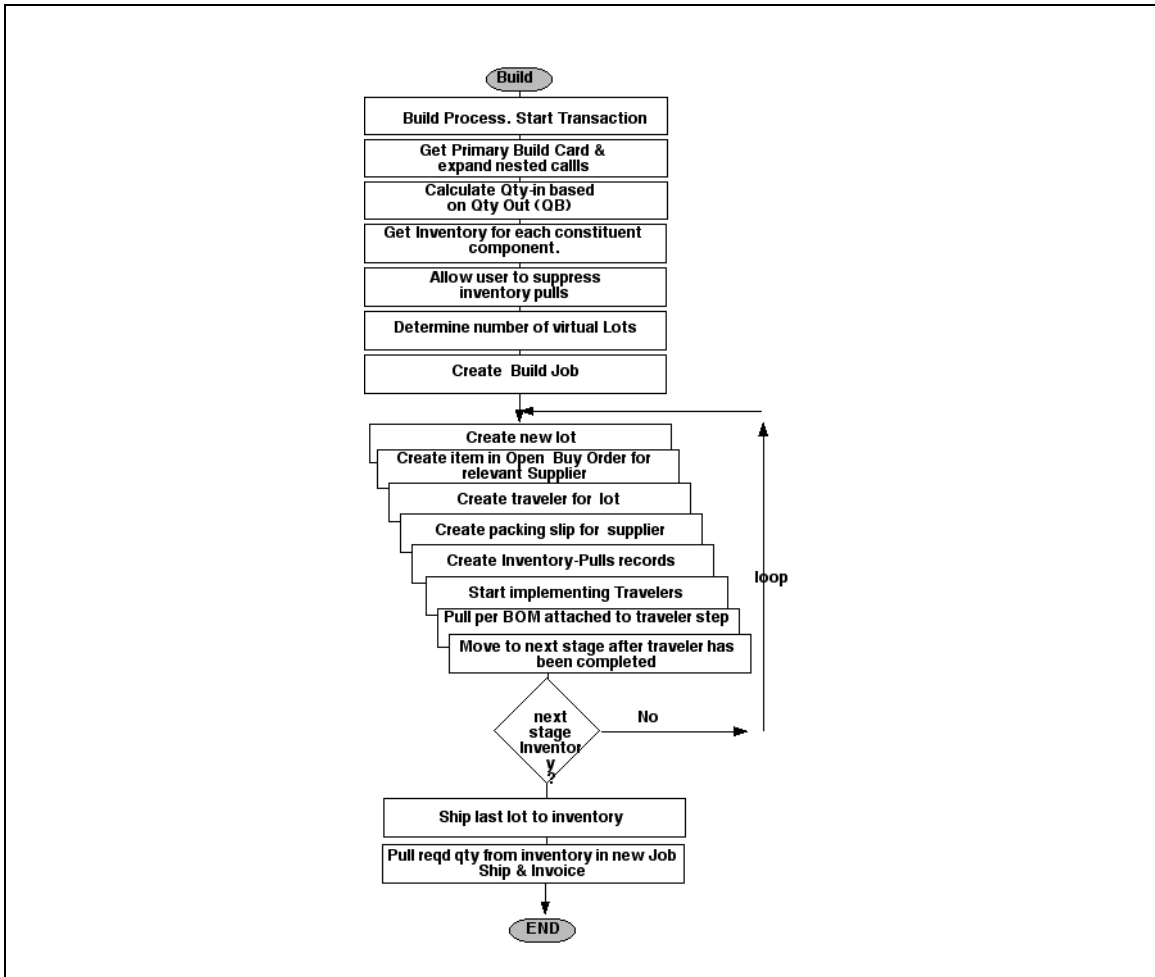 Build
Build Process. Start Transaction
Get Primary Build Card &
expand nested callls
Calculate Qty-in based
on Qty Out (QB)
Get Inventory for each constituent
component.
Allow user to suppress
inventory pulls
Determine number of virtual Lots
Create Build Job
Create new lot
Create item in Open Buy Order for
relevant Supplier
Create traveler for lot
Create packing slip for supplier
Create Inventory-Pulls records
loop
Start implementing Travelers
Pull per BOM attached to traveler step
Move to next stage after traveler has
been completed
next
stage
Inventor
y
?
No
Ship last lot to inventory
Pull reqd qty from inventory in new Job
Ship & Invoice
END